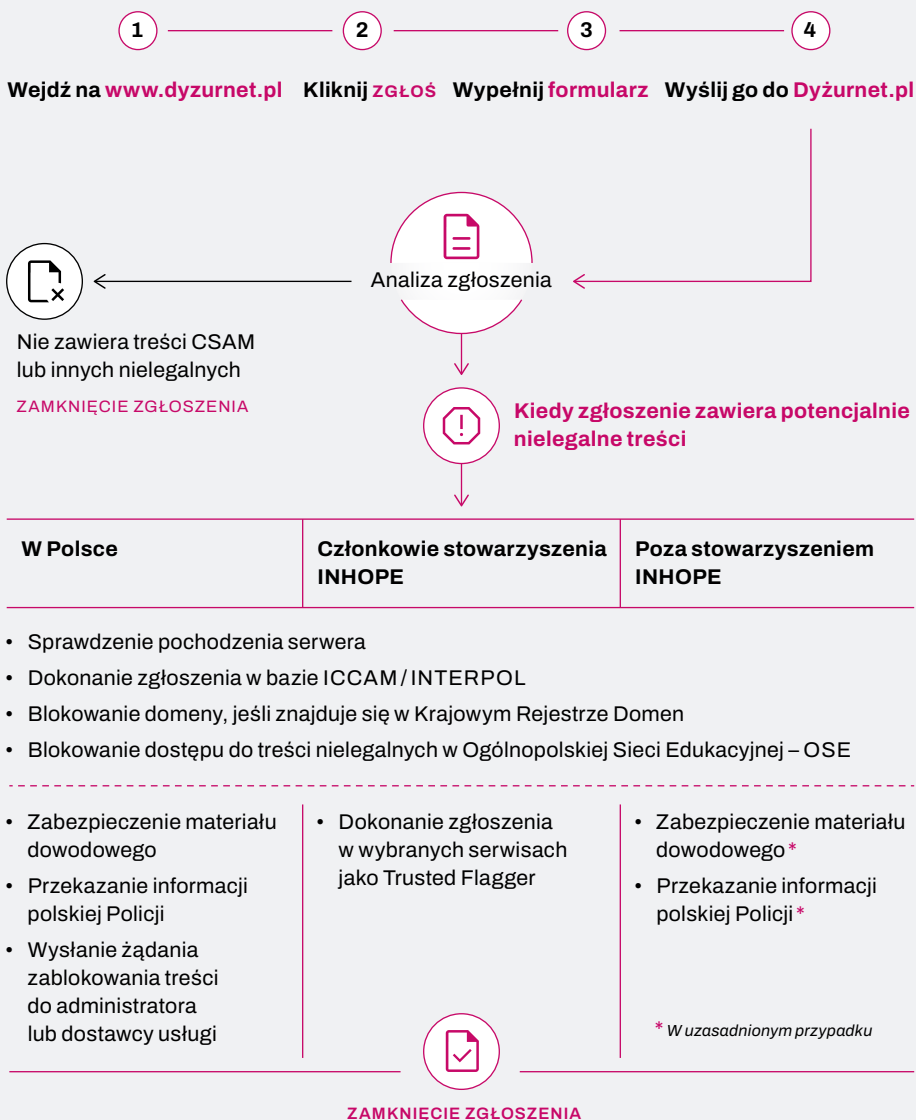 1
2
3
4
Wejdź na www.dyzurnet.pl
Kliknij ZGŁOŚ
Wypełnij formularz
Wyślij go do Dyżurnet.pl
Analiza zgłoszenia
Nie zawiera treści CSAM
lub innych nielegalnych
ZAMKNIĘCIE ZGŁOSZENIA
Kiedy zgłoszenie zawiera potencjalnie
nielegalne treści
W Polsce
Członkowie stowarzyszenia
INHOPE
Poza stowarzyszeniem
INHOPE
• Sprawdzenie pochodzenia serwera
• Dokonanie zgłoszenia w bazie ICCAM / INTERPOL
• Blokowanie domeny, jeśli znajduje się w Krajowym Rejestrze Domen
• Blokowanie dostępu do treści nielegalnych w Ogólnopolskiej Sieci Edukacyjnej – OSE
• Zabezpieczenie materiału
dowodowego
• Przekazanie informacji
polskiej Policji
• Wysłanie żądania
zablokowania treści
do administratora
lub dostawcy usługi
• Dokonanie zgłoszenia
w wybranych serwisach
jako Trusted Flagger
• Zabezpieczenie materiału
dowodowego *
• Przekazanie informacji
polskiej Policji *
* W uzasadnionym przypadku
ZAMKNIĘCIE ZGŁOSZENIA